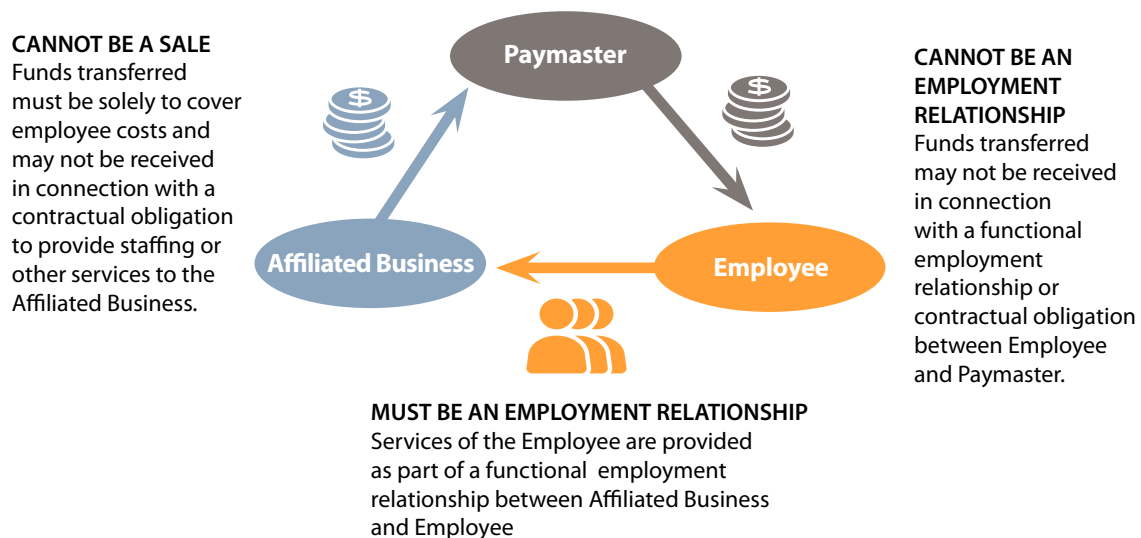 CANNOT BE A SALE
Funds transferred
must be solely to cover
employee costs and
may not be received
in connection with a
contractual obligation
to provide staffing or
other services to the
Affiliated Business.
Paymaster
$
$
CANNOT BE AN
EMPLOYMENT
RELATIONSHIP
Funds transferred
may not be received
in connection
with a functional
employment
relationship or
contractual obligation
between Employee
and Paymaster.
Affiliated Business
Employee
MUST BE AN EMPLOYMENT RELATIONSHIP
Services of the Employee are provided
as part of a functional employment
relationship between Affiliated Business
and Employee